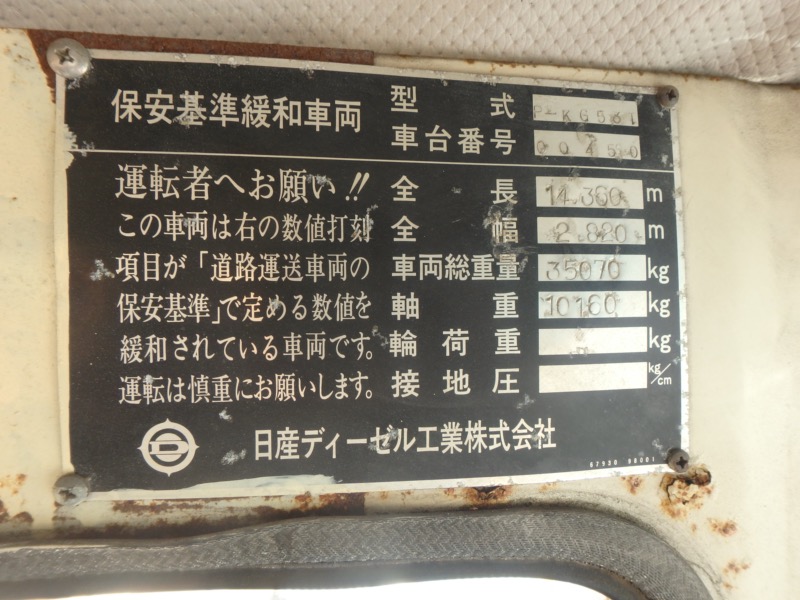 保安基準緩和車両
型式 P-KG561
車台番号 00450
運転者へお願い!!
この車両は右の数値打刻
項目が「道路運送車両の
保安基準」で定める数値を
緩和されている車両です。
運転は慎重にお願いします。
全長 14.360 m
全幅 2.820 m
車両総重量 35070 kg
軸重 10160 kg
輪荷重 - kg
接地圧 kg/cm
日産ディーゼル工業株式会社